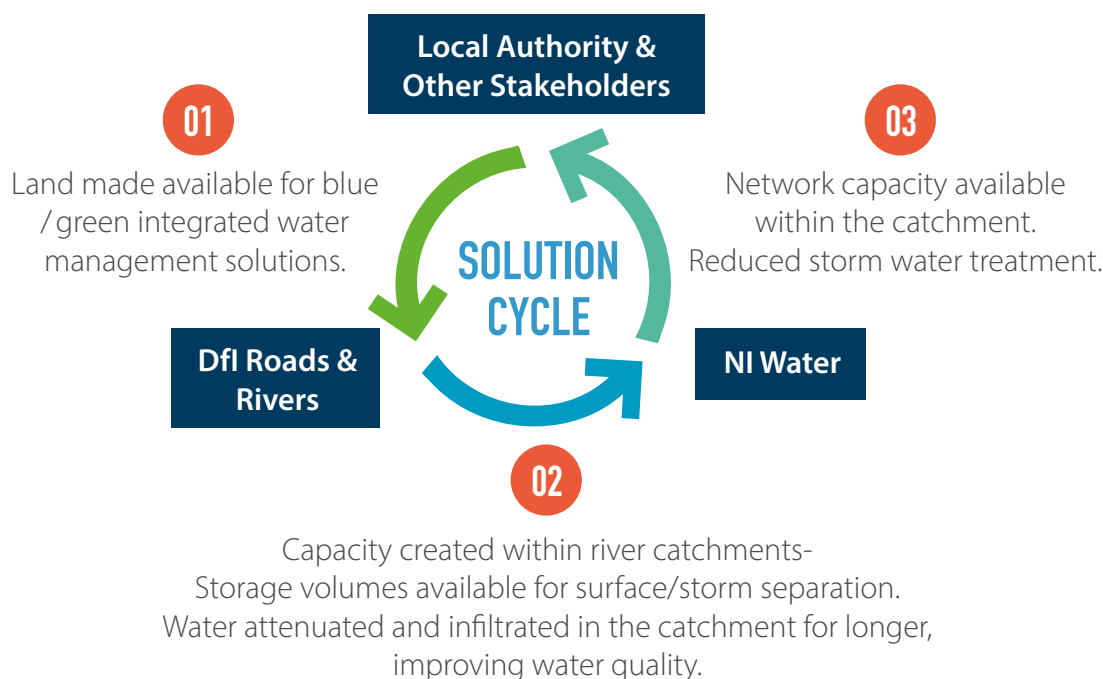 Local Authority &
Other Stakeholders
01
Land made available for blue
/ green integrated water
management solutions.
03
Network capacity available
within the catchment.
Reduced storm water treatment.
SOLUTION
CYCLE
DfI Roads &
Rivers
NI Water
02
Capacity created within river catchments-
Storage volumes available for surface/storm separation.
Water attenuated and infiltrated in the catchment for longer,
improving water quality.